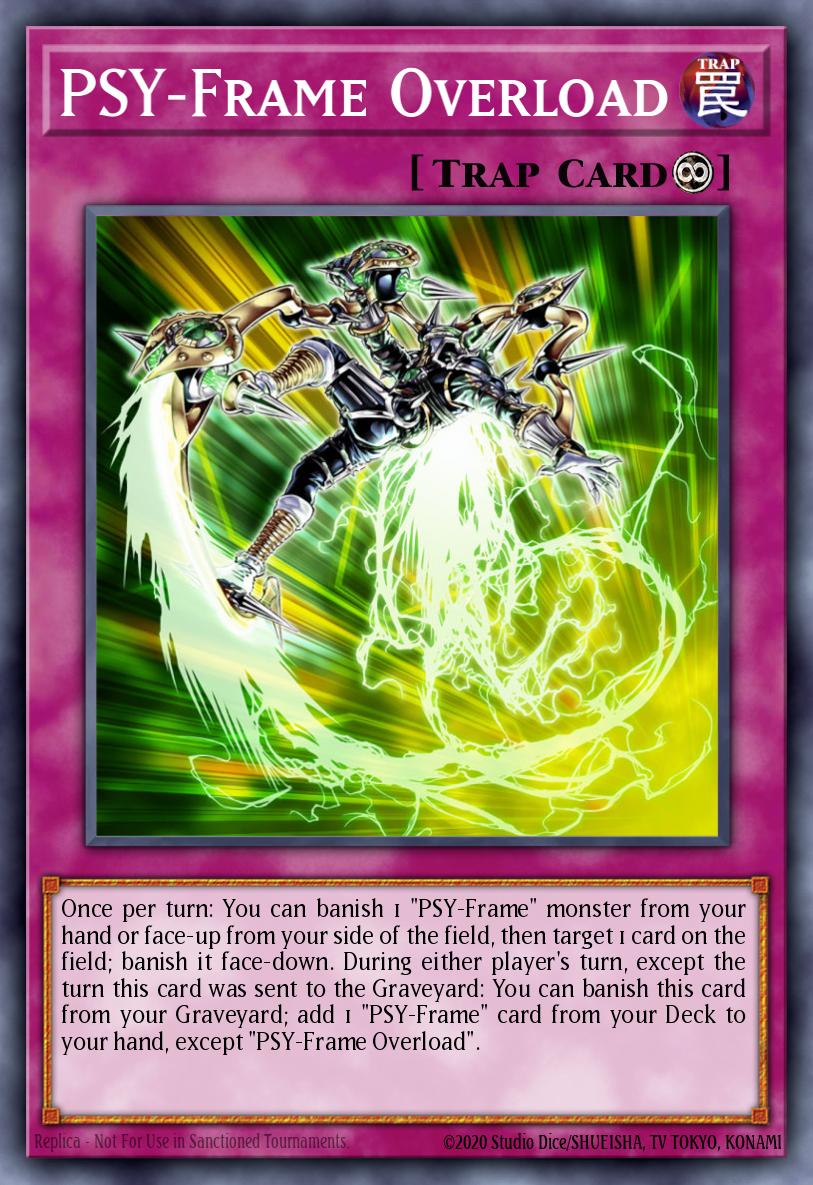 PSY-Frame Overload
TRAP
罠
[Trap Card]
Once per turn: You can banish 1 "PSY-Frame" monster from your
hand or face-up from your side of the field, then target 1 card on the
field; banish it face-down. During either player's turn, except the
turn this card was sent to the Graveyard: You can banish this card
from your Graveyard; add 1 "PSY-Frame" card from your Deck to
your hand, except "PSY-Frame Overload".
Replica - Not For Use in Sanctioned Tournaments.
©2020 Studio Dice/SHUEISHA, TV TOKYO, KONAMI